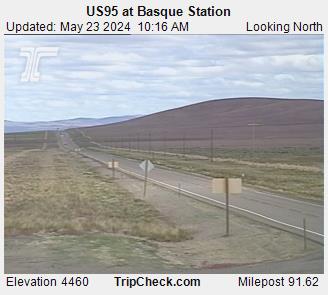 US95 at Basque Station
Updated: May 23 2024 10:16 AM Looking North
Elevation 4460 TripCheck.com Milepost 91.62